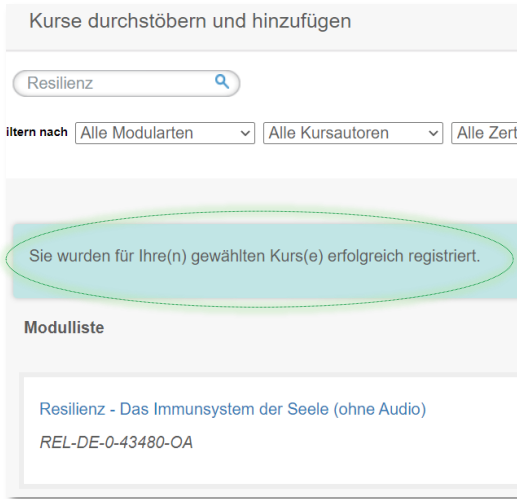 Kurse durchstöbern und hinzufügen
Resilienz
iltern nach Alle Modularten Alle Kursautoren Alle Zert
Sie wurden für Ihre(n) gewählten Kurs(e) erfolgreich registriert.
Modulliste
Resilienz - Das Immunsystem der Seele (ohne Audio)
REL-DE-0-43480-OA